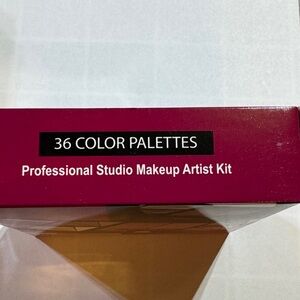 36 COLOR PALETTES
Professional Studio Makeup Artist Kit